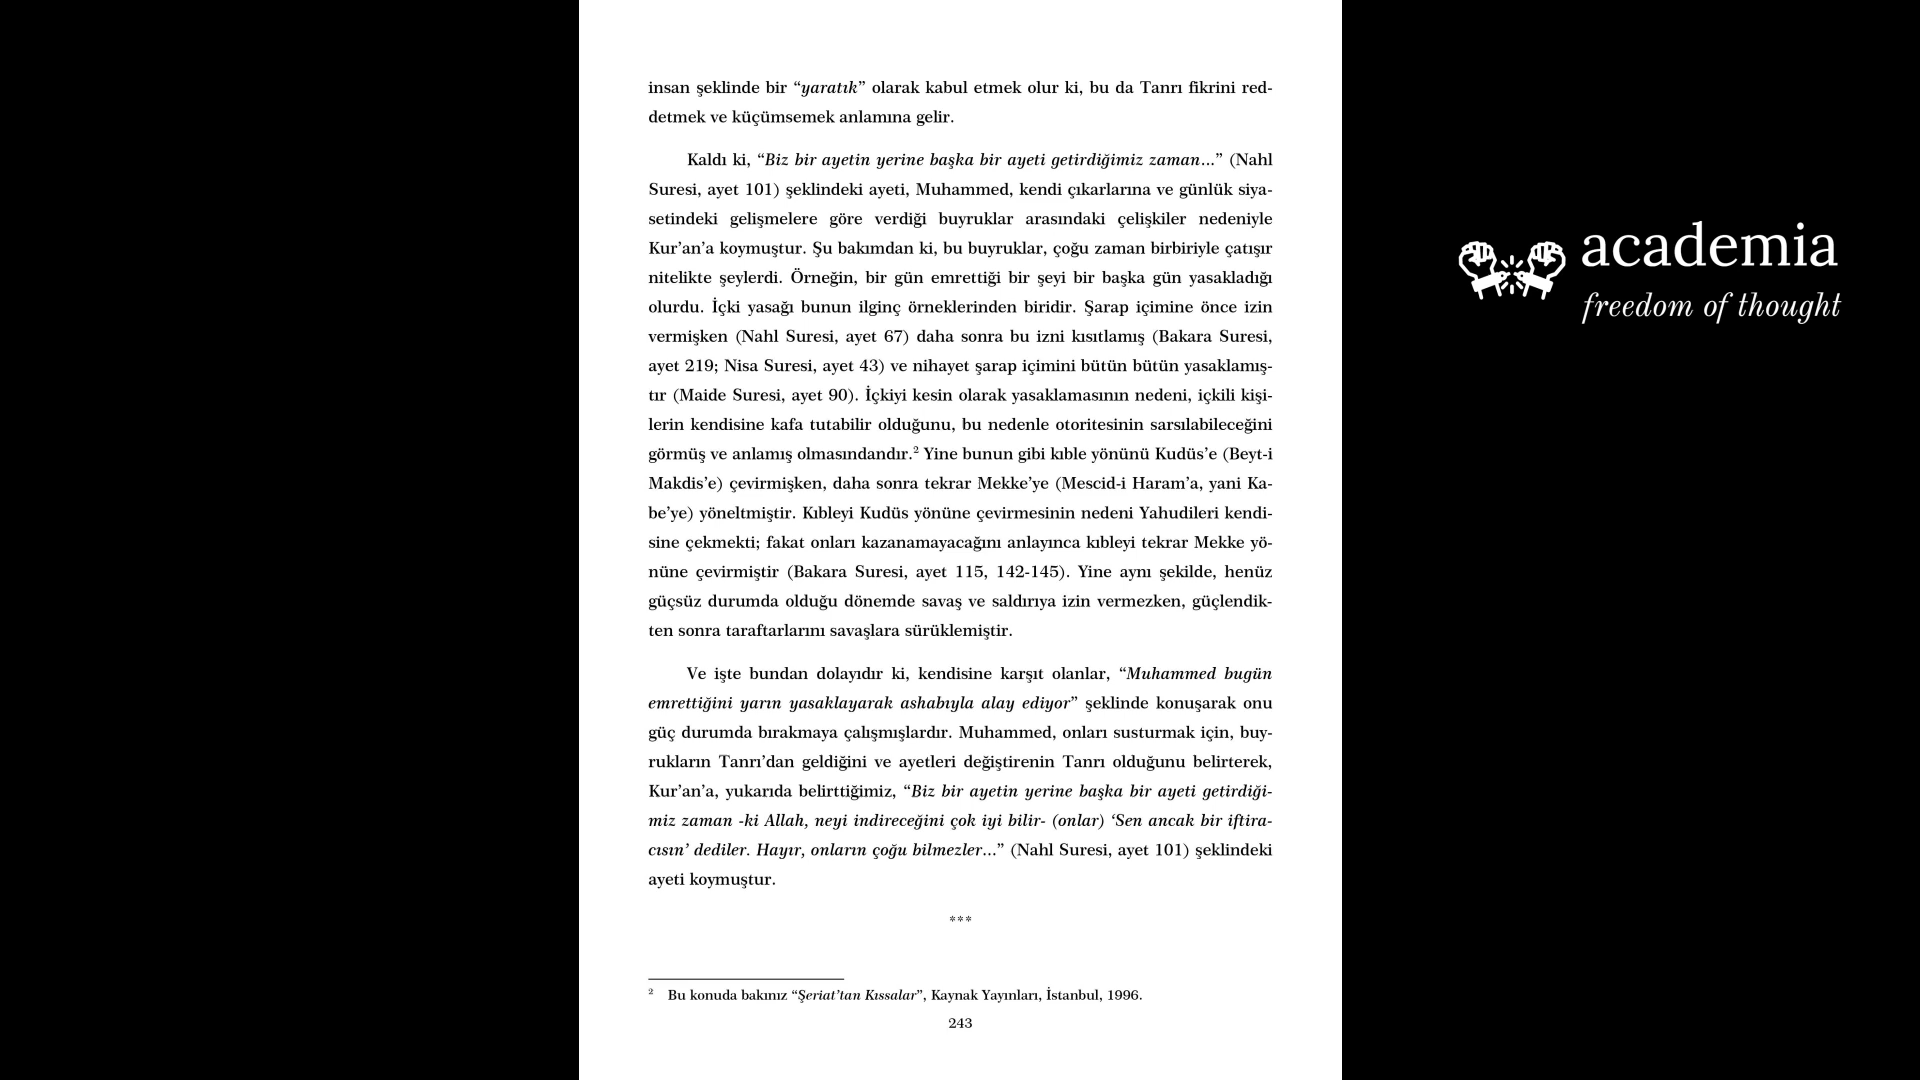 insan şeklinde bir “yaratık” olarak kabul etmek olur ki, bu da Tanrı fikrini red-
detmek ve küçümsemek anlamına gelir.
Kaldı ki, “Biz bir ayetin yerine başka bir ayeti getirdiğimiz zaman...” (Nahl
Suresi, ayet 101) şeklindeki ayeti, Muhammed, kendi çıkarlarına ve günlük siya-
setindeki gelişmelere göre verdiği buyruklar arasındaki çelişkiler nedeniyle
Kur’an’a koymuştur. Şu bakımdan ki, bu buyruklar, çoğu zaman birbiriyle çatışır
nitelikte şeylerdi. Örneğin, bir gün emrettiği bir şeyi bir başka gün yasakladığı
olurdu. İçki yasağı bunun ilginç örneklerinden biridir. Şarap içimine önce izin
vermişken (Nahl Suresi, ayet 67) daha sonra bu izni kısıtlamış (Bakara Suresi,
ayet 219; Nisa Suresi, ayet 43) ve nihayet şarap içimini bütün bütün yasaklamış-
tır (Maide Suresi, ayet 90). İçkiyi kesin olarak yasaklamasının nedeni, içkili kişi-
lerin kendisine kafa tutabilir olduğunu, bu nedenle otoritesinin sarsılabileceğini
görmüş ve anlamış olmasındandır.² Yine bunun gibi kıble yönünü Kudüs’e (Beyt-i
Makdis’e) çevirmişken, daha sonra tekrar Mekke’ye (Mescid-i Haram’a, yani Ka-
be’ye) yöneltmiştir. Kıbleyi Kudüs yönüne çevirmesinin nedeni Yahudileri kendi-
sine çekmekti; fakat onları kazanamayacağını anlayınca kıbleyi tekrar Mekke yö-
nüne çevirmiştir (Bakara Suresi, ayet 115, 142-145). Yine aynı şekilde, henüz
güçsüz durumda olduğu dönemde savaş ve saldırıya izin vermezken, güçlendik-
ten sonra taraftarlarını savaşlara sürüklemiştir.
Ve işte bundan dolayıdır ki, kendisine karşıt olanlar, “Muhammed bugün
emrettiğini yarın yasaklayarak ashabıyla alay ediyor” şeklinde konuşarak onu
güç durumda bırakmaya çalışmışlardır. Muhammed, onları susturmak için, buy-
rukların Tanrı’dan geldiğini ve ayetleri değiştirenin Tanrı olduğunu belirterek,
Kur’an’a, yukarıda belirttiğimiz, “Biz bir ayetin yerine başka bir ayeti getirdiği-
miz zaman -ki Allah, neyi indireceğini çok iyi bilir- (onlar) ‘Sen ancak bir iftira-
cısın’ dediler. Hayır, onların çoğu bilmezler...” (Nahl Suresi, ayet 101) şeklindeki
ayeti koymuştur.
***
² Bu konuda bakınız “Şeriat’tan Kıssalar”, Kaynak Yayınları, İstanbul, 1996.
243
academia
freedom of thought